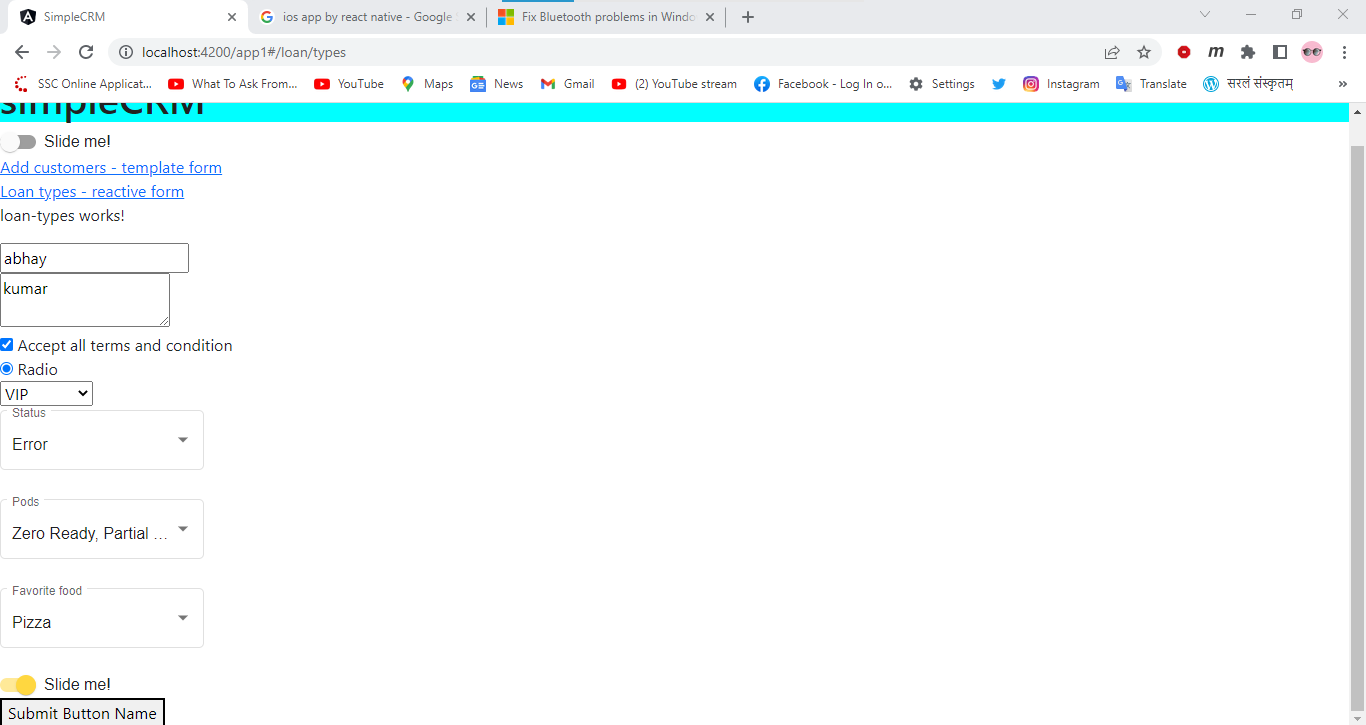 SimpleCRM
ios app by react native - Google
Fix Bluetooth problems in Windo
localhost:4200/app1#/loan/types
m
SSC Online Applicat...
What To Ask From...
YouTube
Maps
News
Gmail
(2) YouTube stream
Facebook - Log In o...
Settings
Instagram
Translate
सरलं संस्कृतम्
»
simpleCRM
Slide me!
Add customers - template form
Loan types - reactive form
loan-types works!
abhay
kumar
Accept all terms and condition
Radio
VIP
Status
Error
Pods
Zero Ready, Partial ...
Favorite food
Pizza
Slide me!
Submit Button Name